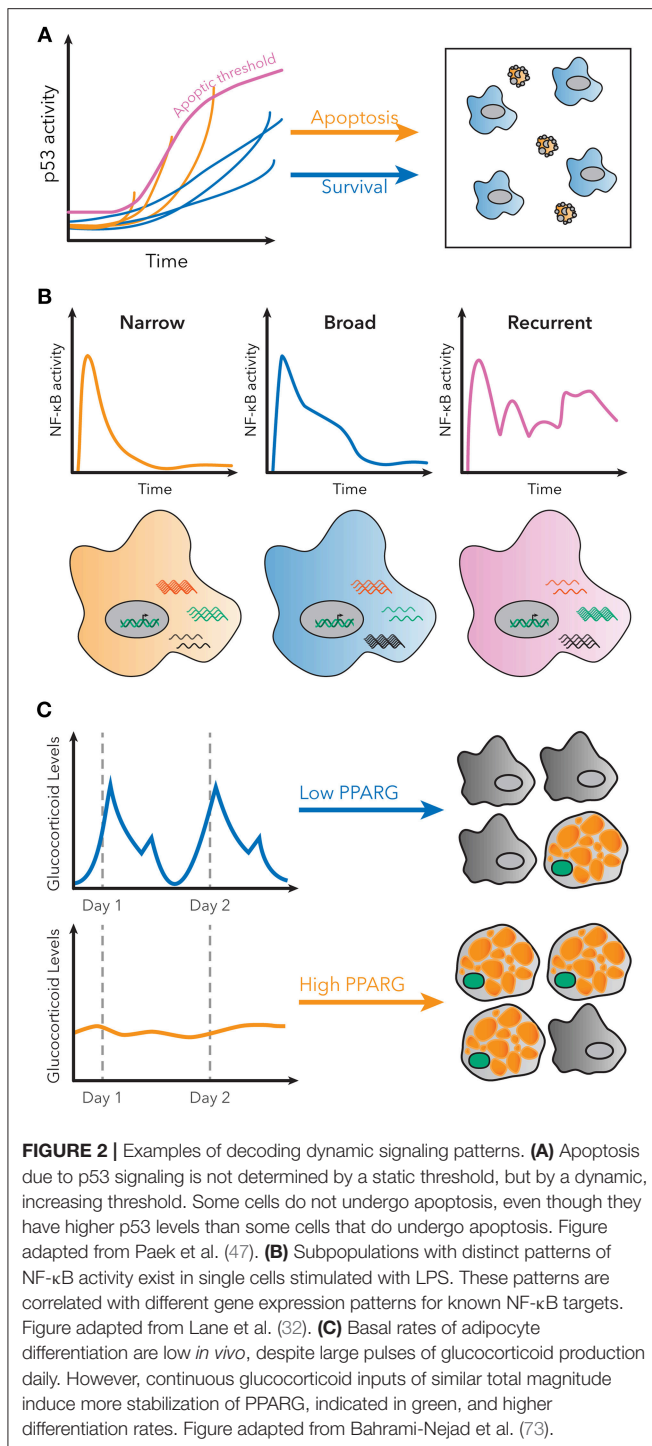 A
p53 activity
Apoptic threshold
Time
Apoptosis
Survival
B
Narrow
Broad
Recurrent
NF-κB activity
NF-κB activity
NF-κB activity
Time
Time
Time
C
Glucocorticoid Levels
Day 1
Day 2
Low PPARG
Glucocorticoid Levels
Day 1
Day 2
High PPARG
FIGURE 2 | Examples of decoding dynamic signaling patterns. (A) Apoptosis
due to p53 signaling is not determined by a static threshold, but by a dynamic,
increasing threshold. Some cells do not undergo apoptosis, even though they
have higher p53 levels than some cells that do undergo apoptosis. Figure
adapted from Paek et al. (47). (B) Subpopulations with distinct patterns of
NF-κB activity exist in single cells stimulated with LPS. These patterns are
correlated with different gene expression patterns for known NF-κB targets.
Figure adapted from Lane et al. (32). (C) Basal rates of adipocyte
differentiation are low in vivo, despite large pulses of glucocorticoid production
daily. However, continuous glucocorticoid inputs of similar total magnitude
induce more stabilization of PPARG, indicated in green, and higher
differentiation rates. Figure adapted from Bahrami-Nejad et al. (73).